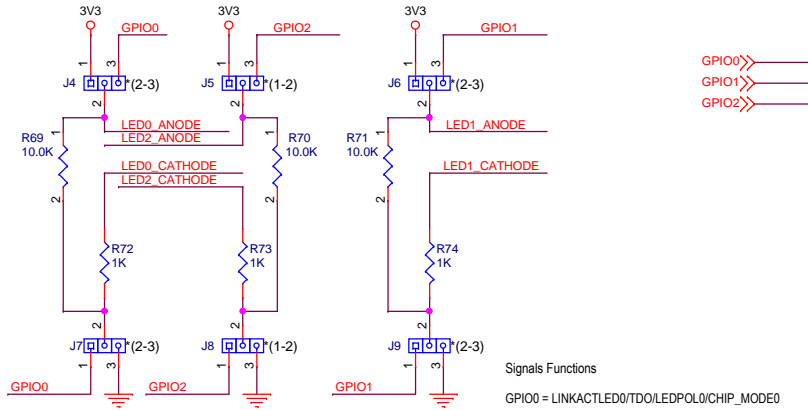 3V3 3V3 3V3
GPIO0 GPIO2 GPIO1
GPIO0
GPIO1
GPIO2
1 3 1 3 1 3
J4 *(2-3) J5 *(1-2) J6 *(2-3)
2 2 2
LED0_ANODE LED1_ANODE
LED2_ANODE
1 1 1
R69 R70 R71
10.0K 10.0K 10.0K
LED0_CATHODE LED1_CATHODE
LED2_CATHODE
2 2 2
R72 R73 R74
1K 1K 1K
2 2 2
J7 *(2-3) J8 *(1-2) J9 *(2-3)
1 3 1 3 1 3
GPIO0 GPIO2 GPIO1
Signals Functions
GPIO0 = LINKACTLED0/TDO/LEDPOL0/CHIP_MODE0